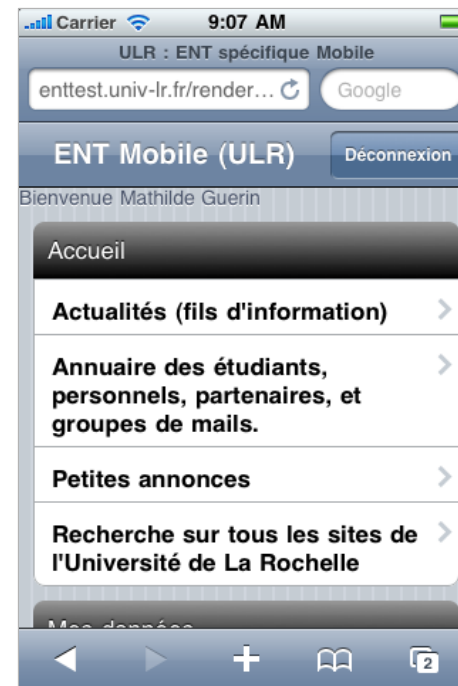 Carrier 9:07 AM
ULR : ENT spécifique Mobile
enttest.univ-lr.fr/render... Google
ENT Mobile (ULR) Déconnexion
Bienvenue Mathilde Guerin
Accueil
Actualités (fils d'information)
Annuaire des étudiants,
personnels, partenaires, et
groupes de mails.
Petites annonces
Recherche sur tous les sites de
l'Université de La Rochelle
Mes données
2